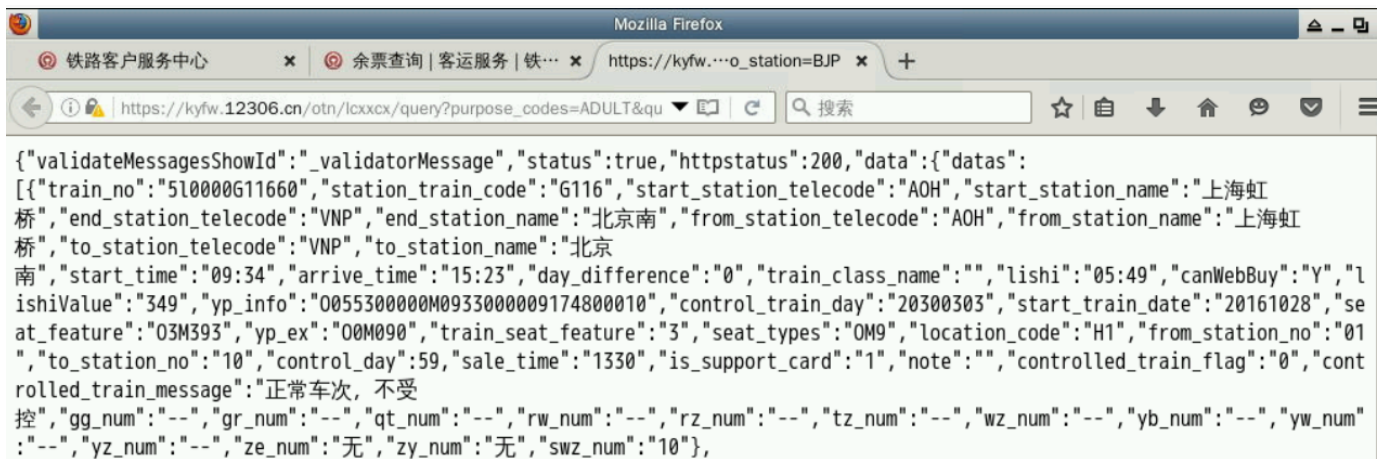 Mozilla Firefox
铁路客户服务中心
余票查询 | 客运服务 | 铁…
https://kyfw.…o_station=BJP
https://kyfw.12306.cn/otn/lcxxcx/query?purpose_codes=ADULT&qu
搜索
{"validateMessagesShowId":"_validatorMessage","status":true,"httpstatus":200,"data":{"datas":
[{"train_no":"5l0000G11660","station_train_code":"G116","start_station_telecode":"AOH","start_station_name":"上海虹
桥","end_station_telecode":"VNP","end_station_name":"北京南","from_station_telecode":"AOH","from_station_name":"上海虹
桥","to_station_telecode":"VNP","to_station_name":"北京
南","start_time":"09:34","arrive_time":"15:23","day_difference":"0","train_class_name":"","lishi":"05:49","canWebBuy":"Y","l
ishiValue":"349","yp_info":"O055300000M0933000009174800010","control_train_day":"20300303","start_train_date":"20161028","se
at_feature":"O3M393","yp_ex":"O0M090","train_seat_feature":"3","seat_types":"OM9","location_code":"H1","from_station_no":"01
","to_station_no":"10","control_day":59,"sale_time":"1330","is_support_card":"1","note":"","controlled_train_flag":"0","cont
rolled_train_message":"正常车次，不受
控","gg_num":"--","gr_num":"--","qt_num":"--","rw_num":"--","rz_num":"--","tz_num":"--","wz_num":"--","yb_num":"--","yw_num"
:"--","yz_num":"--","ze_num":"无","zy_num":"无","swz_num":"10"},